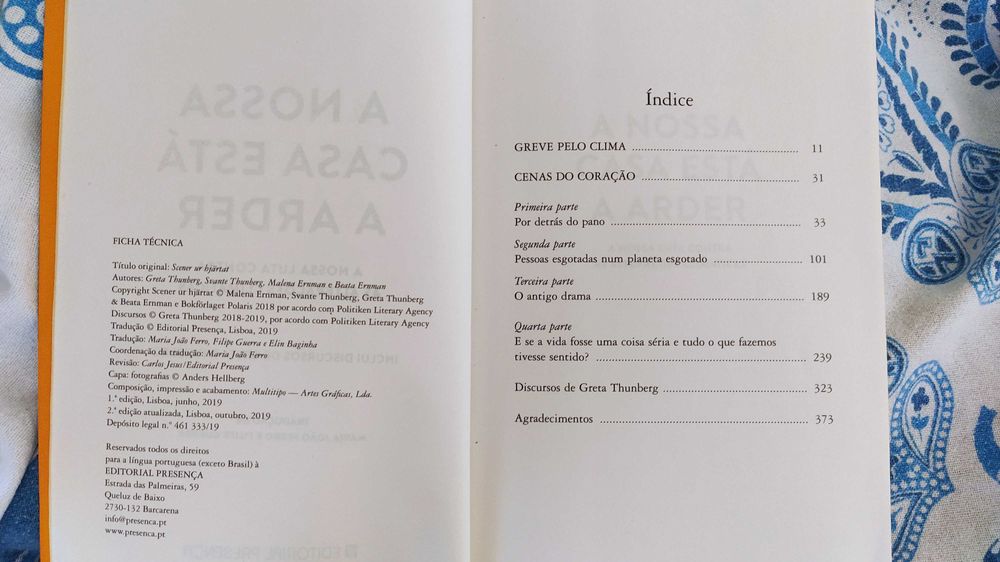 FICHA TÉCNICA
Título original: Scener ur hjärtat
Autores: Greta Thunberg, Svante Thunberg, Malena Ernman e Beata Ernman
Copyright Scener ur hjärtat © Malena Ernman, Svante Thunberg, Greta Thunberg
& Beata Ernman e Bokförlaget Polaris 2018 por acordo com Politiken Literary Agency
Discursos © Greta Thunberg 2018-2019, por acordo com Politiken Literary Agency
Tradução © Editorial Presença, Lisboa, 2019
Tradução: Maria João Ferro, Filipe Guerra e Elin Baginha
Coordenação da tradução: Maria João Ferro
Revisão: Carlos Jesus/Editorial Presença
Capa: fotografias © Anders Hellberg
Composição, impressão e acabamento: Multitipo — Artes Gráficas, Lda.
1.ª edição, Lisboa, junho, 2019
2.ª edição atualizada, Lisboa, outubro, 2019
Depósito legal n.º 461 333/19
Reservados todos os direitos
para a língua portuguesa (exceto Brasil) à
EDITORIAL PRESENÇA
Estrada das Palmeiras, 59
Queluz de Baixo
2730-132 Barcarena
info@presenca.pt
www.presenca.pt
Índice
GREVE PELO CLIMA ........ 11
CENAS DO CORAÇÃO ........ 31
Primeira parte
Por detrás do pano ........ 33
Segunda parte
Pessoas esgotadas num planeta esgotado ........ 101
Terceira parte
O antigo drama ........ 189
Quarta parte
E se a vida fosse uma coisa séria e tudo o que fazemos
tivesse sentido? ........ 239
Discursos de Greta Thunberg ........ 323
Agradecimentos ........ 373